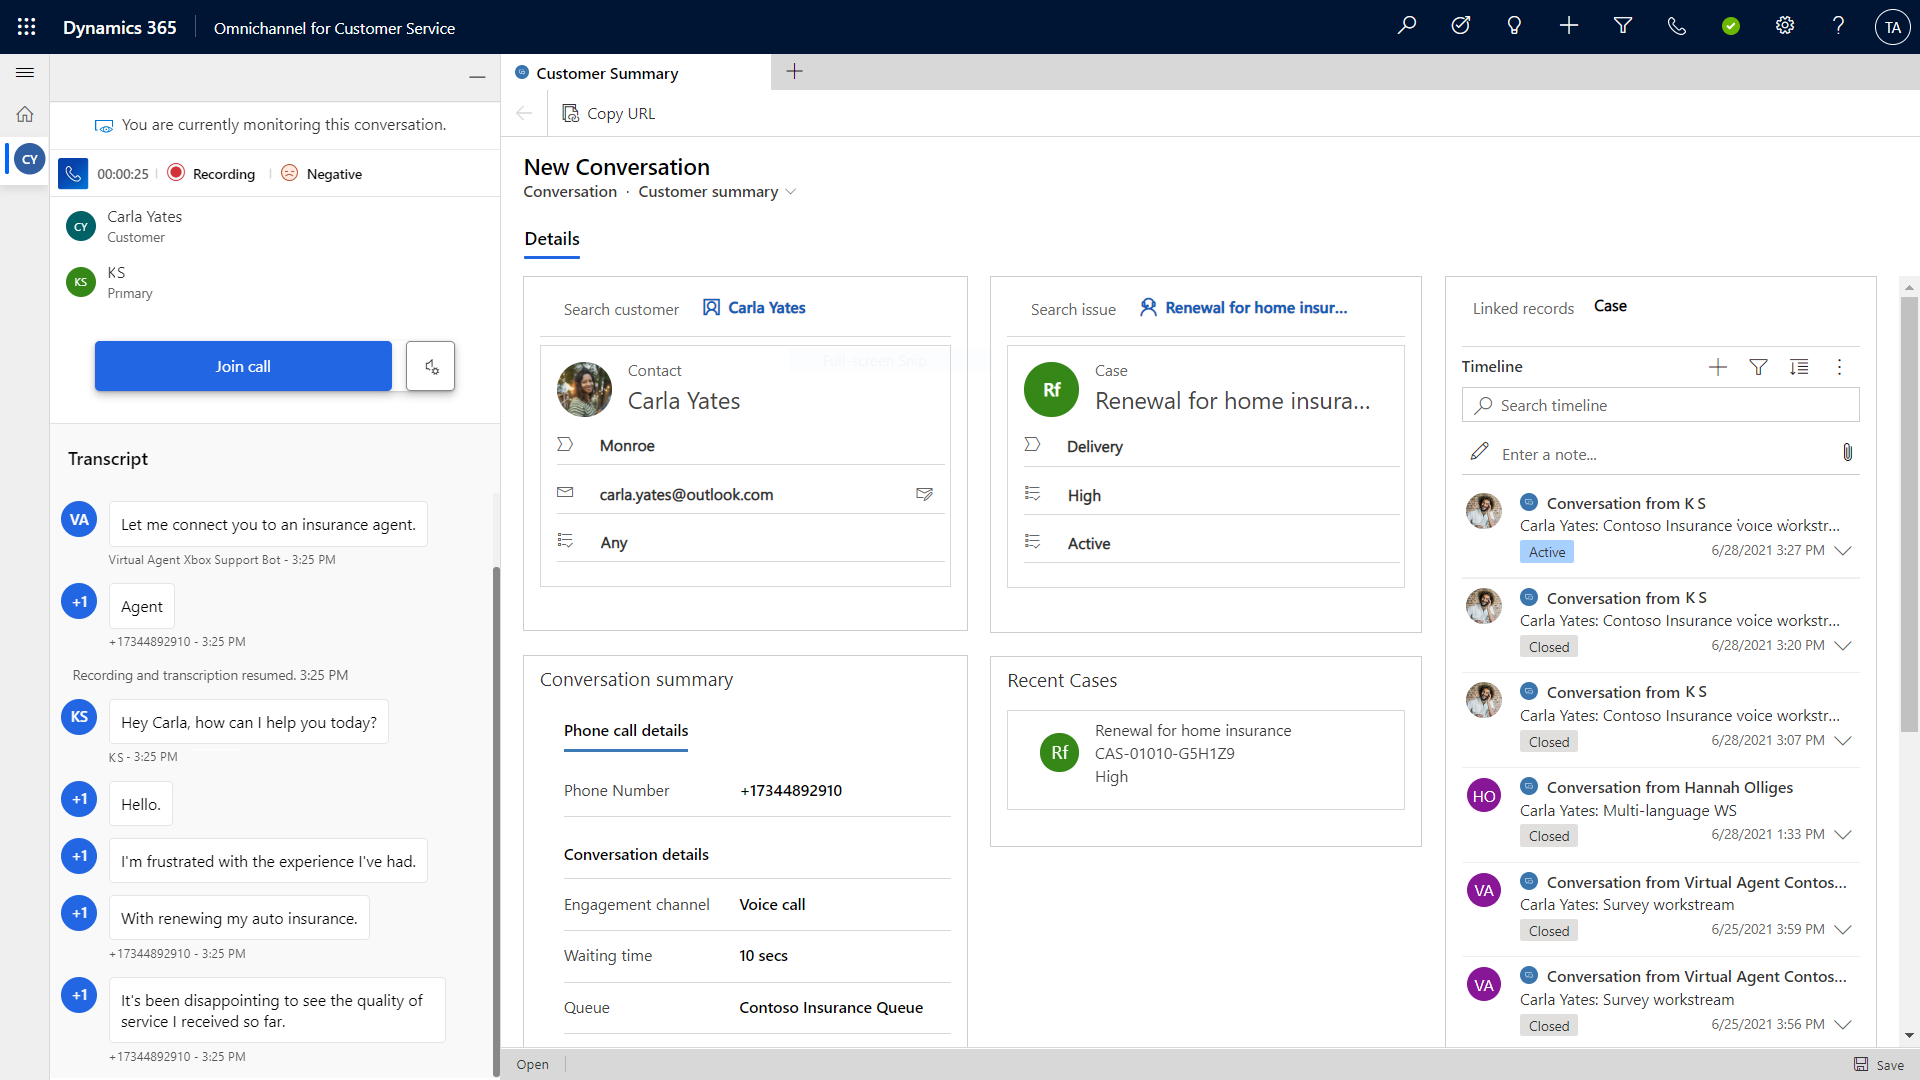 Dynamics 365
Omnichannel for Customer Service
TA
Customer Summary
You are currently monitoring this conversation.
Copy URL
CY
00:00:25
Recording
Negative
New Conversation
Conversation · Customer summary
CY
Carla Yates
Customer
KS
KS
Primary
Join call
Details
Search customer
Carla Yates
Contact
Carla Yates
Monroe
carla.yates@outlook.com
Any
Search issue
Renewal for home insur...
Rf
Case
Renewal for home insura...
Delivery
High
Active
Full-screen Snip
Linked records
Case
Timeline
Search timeline
Enter a note...
Conversation from K S
Carla Yates: Contoso Insurance voice workstr...
Active
6/28/2021 3:27 PM
Conversation from K S
Carla Yates: Contoso Insurance voice workstr...
Closed
6/28/2021 3:20 PM
Conversation from K S
Carla Yates: Contoso Insurance voice workstr...
Closed
6/28/2021 3:07 PM
HO
Conversation from Hannah Olliges
Carla Yates: Multi-language WS
Closed
6/28/2021 1:33 PM
VA
Conversation from Virtual Agent Contos...
Carla Yates: Survey workstream
Closed
6/25/2021 3:59 PM
VA
Conversation from Virtual Agent Contos...
Carla Yates: Survey workstream
Closed
6/25/2021 3:56 PM
Transcript
VA
Let me connect you to an insurance agent.
Virtual Agent Xbox Support Bot - 3:25 PM
+1
Agent
+17344892910 - 3:25 PM
Recording and transcription resumed. 3:25 PM
KS
Hey Carla, how can I help you today?
KS - 3:25 PM
+1
Hello.
+1
I'm frustrated with the experience I've had.
+1
With renewing my auto insurance.
+17344892910 - 3:25 PM
+1
It's been disappointing to see the quality of
service I received so far.
+17344892910 - 3:25 PM
Conversation summary
Phone call details
Phone Number
+17344892910
Conversation details
Engagement channel
Voice call
Waiting time
10 secs
Queue
Contoso Insurance Queue
Recent Cases
Rf
Renewal for home insurance
CAS-01010-G5H1Z9
High
Open
Save